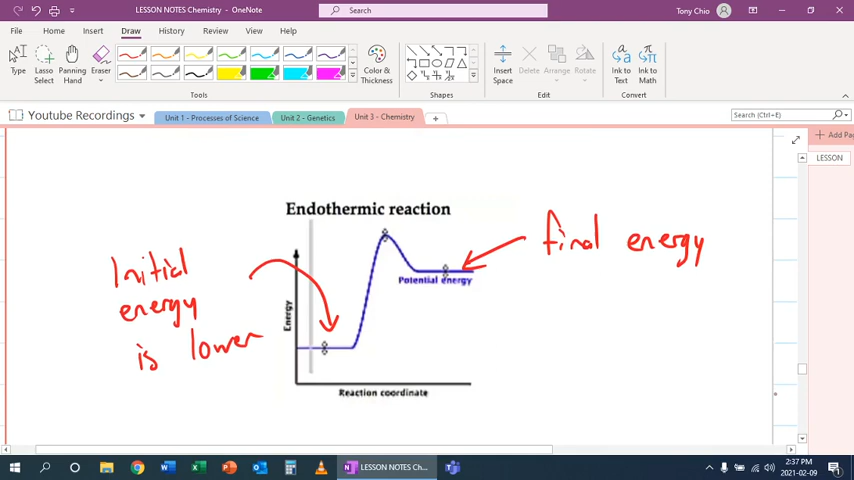 LESSON NOTES Chemistry - OneNote
Search
Tony Chio
File Home Insert Draw History Review View Help
Type
Lasso Select
Panning Hand
Eraser
Color & Thickness
Insert Space
Delete
Arrange
Rotate
Ink to Text
Ink to Math
Tools
Shapes
Edit
Convert
Youtube Recordings
Unit 1 - Processes of Science
Unit 2 - Genetics
Unit 3 - Chemistry
Search (Ctrl+E)
Add Pa
LESSON
Endothermic reaction
final energy
Initial
energy
is lower
Potential energy
Energy
Reaction coordinate
LESSON NOTES Ch...
2:37 PM
2021-02-09
1